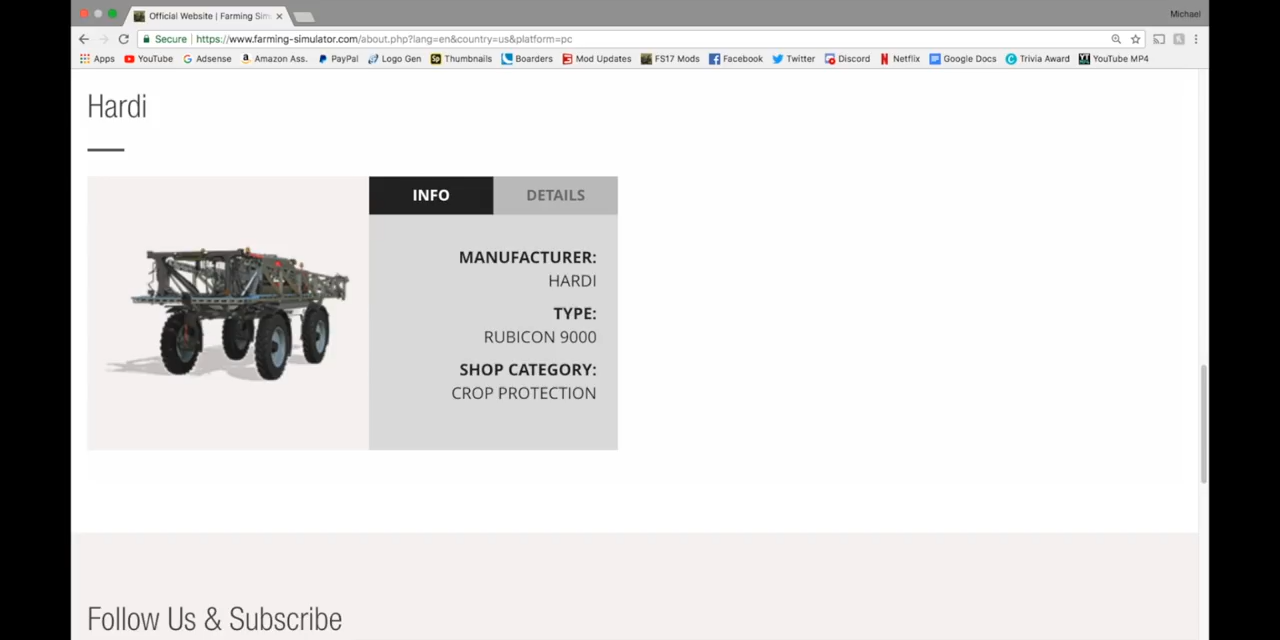 Official Website | Farming Sim
Michael
Secure | https://www.farming-simulator.com/about.php?lang=en&country=us&platform=pc
Apps YouTube Adsense Amazon Ass. PayPal Logo Gen Thumbnails Boarders Mod Updates FS17 Mods Facebook Twitter Discord Netflix Google Docs Trivia Award YouTube MP4
Hardi
INFO DETAILS
MANUFACTURER:
HARDI
TYPE:
RUBICON 9000
SHOP CATEGORY:
CROP PROTECTION
Follow Us & Subscribe